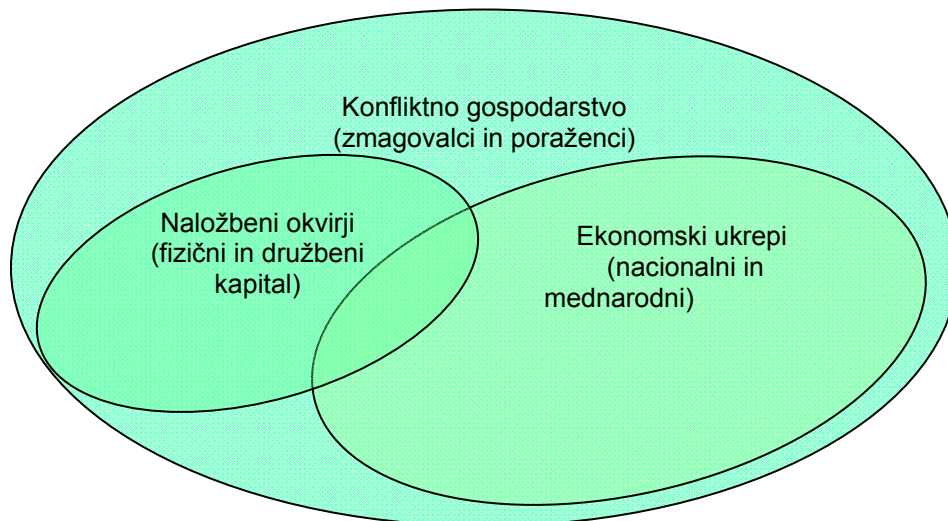 Konfliktno gospodarstvo
(zmagovalci in poraženci)
Naložbeni okvirji
(fizični in družbeni
kapital)
Ekonomski ukrepi
(nacionalni in
mednarodni)